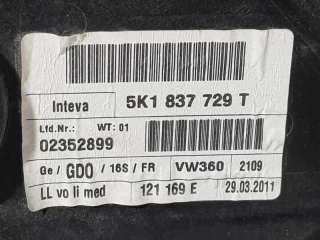 Inteva 5K1 837 729 T
Lfd.Nr.: WT: 01
02352899
Ge / GDO / 16S / FR VW360 2109
LL vo li med 121 169 E 29.03.2011